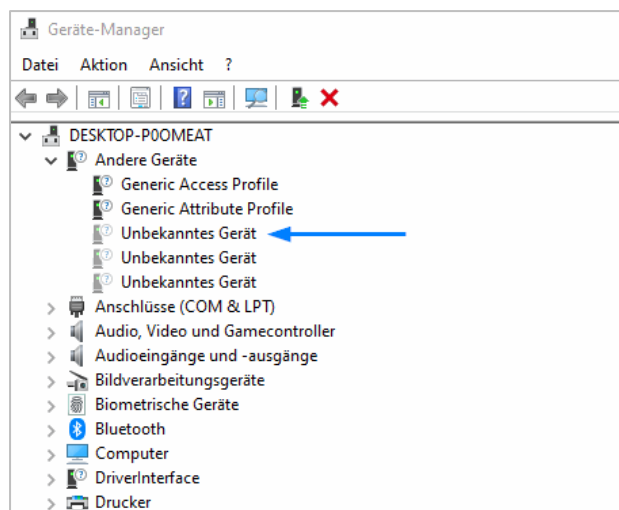 Geräte-Manager
Datei Aktion Ansicht ?
DESKTOP-P0OMEAT
Andere Geräte
Generic Access Profile
Generic Attribute Profile
Unbekanntes Gerät
Unbekanntes Gerät
Unbekanntes Gerät
Anschlüsse (COM & LPT)
Audio, Video und Gamecontroller
Audioeingänge und -ausgänge
Bildverarbeitungsgeräte
Biometrische Geräte
Bluetooth
Computer
DriverInterface
Drucker